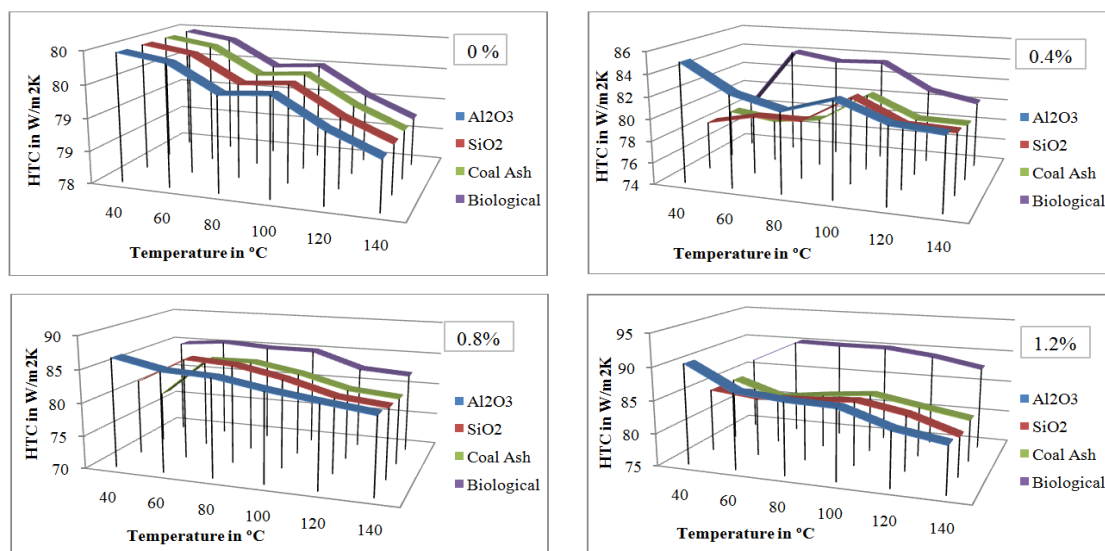 0 %
HTC in W/m2K
80
80
79
79
78
40
60
80
100
120
140
Temperature in °C
Al2O3
SiO2
Coal Ash
Biological
0.4%
HTC in W/m2K
86
84
82
80
78
76
74
40
60
80
100
120
140
Temperature in °C
Al2O3
SiO2
Coal Ash
Biological
0.8%
HTC in W/m2K
90
85
80
75
70
40
60
80
100
120
140
Temperature in °C
Al2O3
SiO2
Coal Ash
Biological
1.2%
HTC in W/m2K
95
90
85
80
75
40
60
80
100
120
140
Temperature in °C
Al2O3
SiO2
Coal Ash
Biological